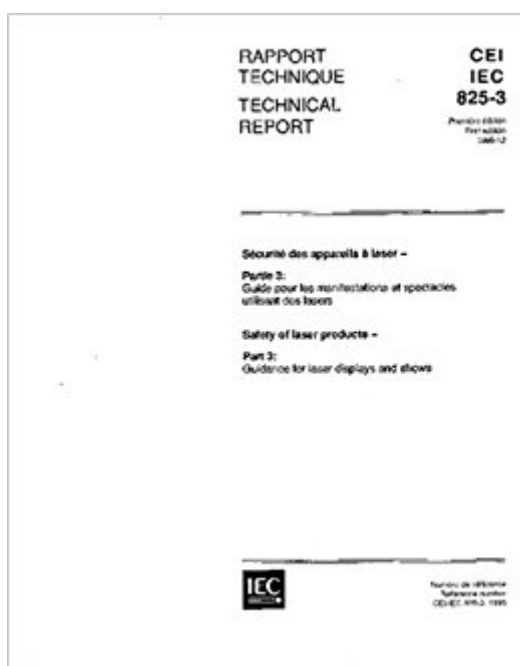 RAPPORT
TECHNIQUE
TECHNICAL
REPORT
CEI
IEC
825-3
Première édition
First edition
Sécurité des appareils à laser –
Partie 3:
Guide pour les manifestations et spectacles
utilisant des lasers
Safety of laser products –
Part 3:
Guidance for laser displays and shows
IEC
Numéro de référence
Reference number